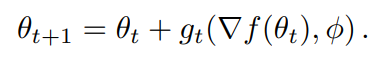 θ_{t+1} = θ_t + g_t(∇f(θ_t), ϕ) .